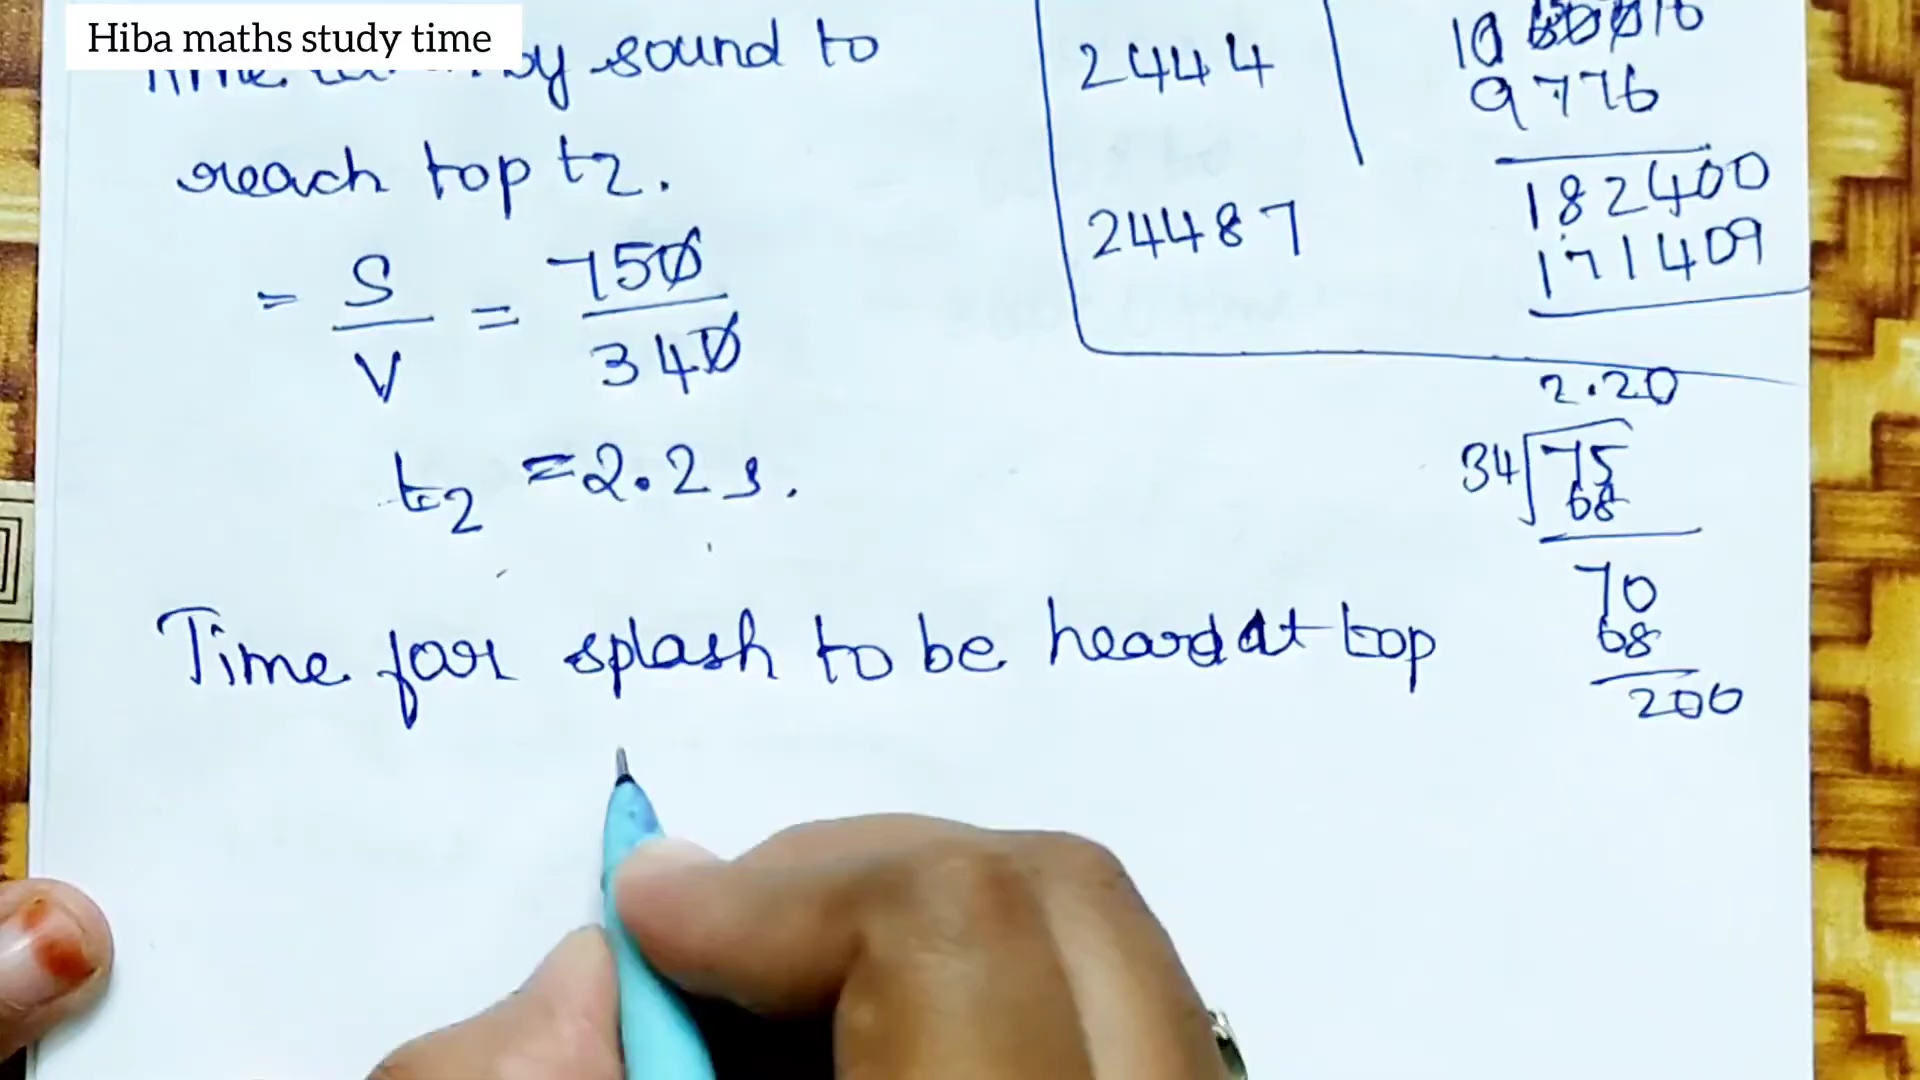 Hiba maths study time
by sound to
reach top t2.
= S/V = 750/340
t2 = 2.2 s.
Time for splash to be heard at top
2444
9776
182400
24487
171409
2.20
34 75
68
70
68
200